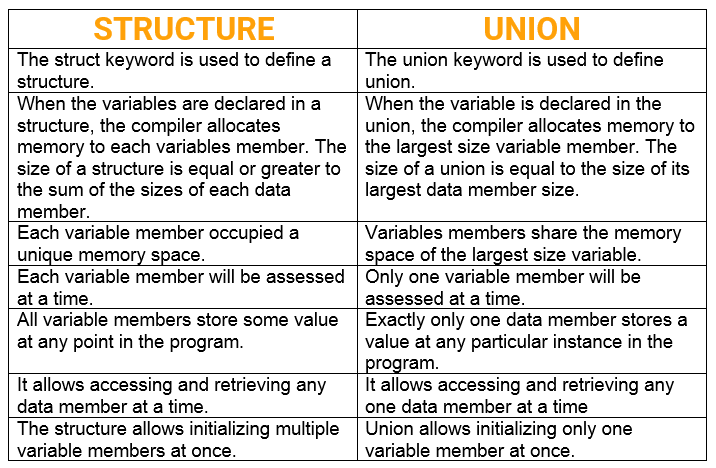 STRUCTURE
UNION
The struct keyword is used to define a
structure.
The union keyword is used to define
union.
When the variables are declared in a
structure, the compiler allocates
memory to each variables member. The
size of a structure is equal or greater to
the sum of the sizes of each data
member.
When the variable is declared in the
union, the compiler allocates memory to
the largest size variable member. The
size of a union is equal to the size of its
largest data member size.
Each variable member occupied a
unique memory space.
Variables members share the memory
space of the largest size variable.
Each variable member will be assessed
at a time.
Only one variable member will be
assessed at a time.
All variable members store some value
at any point in the program.
Exactly only one data member stores a
value at any particular instance in the
program.
It allows accessing and retrieving any
data member at a time.
It allows accessing and retrieving any
one data member at a time
The structure allows initializing multiple
variable members at once.
Union allows initializing only one
variable member at once.